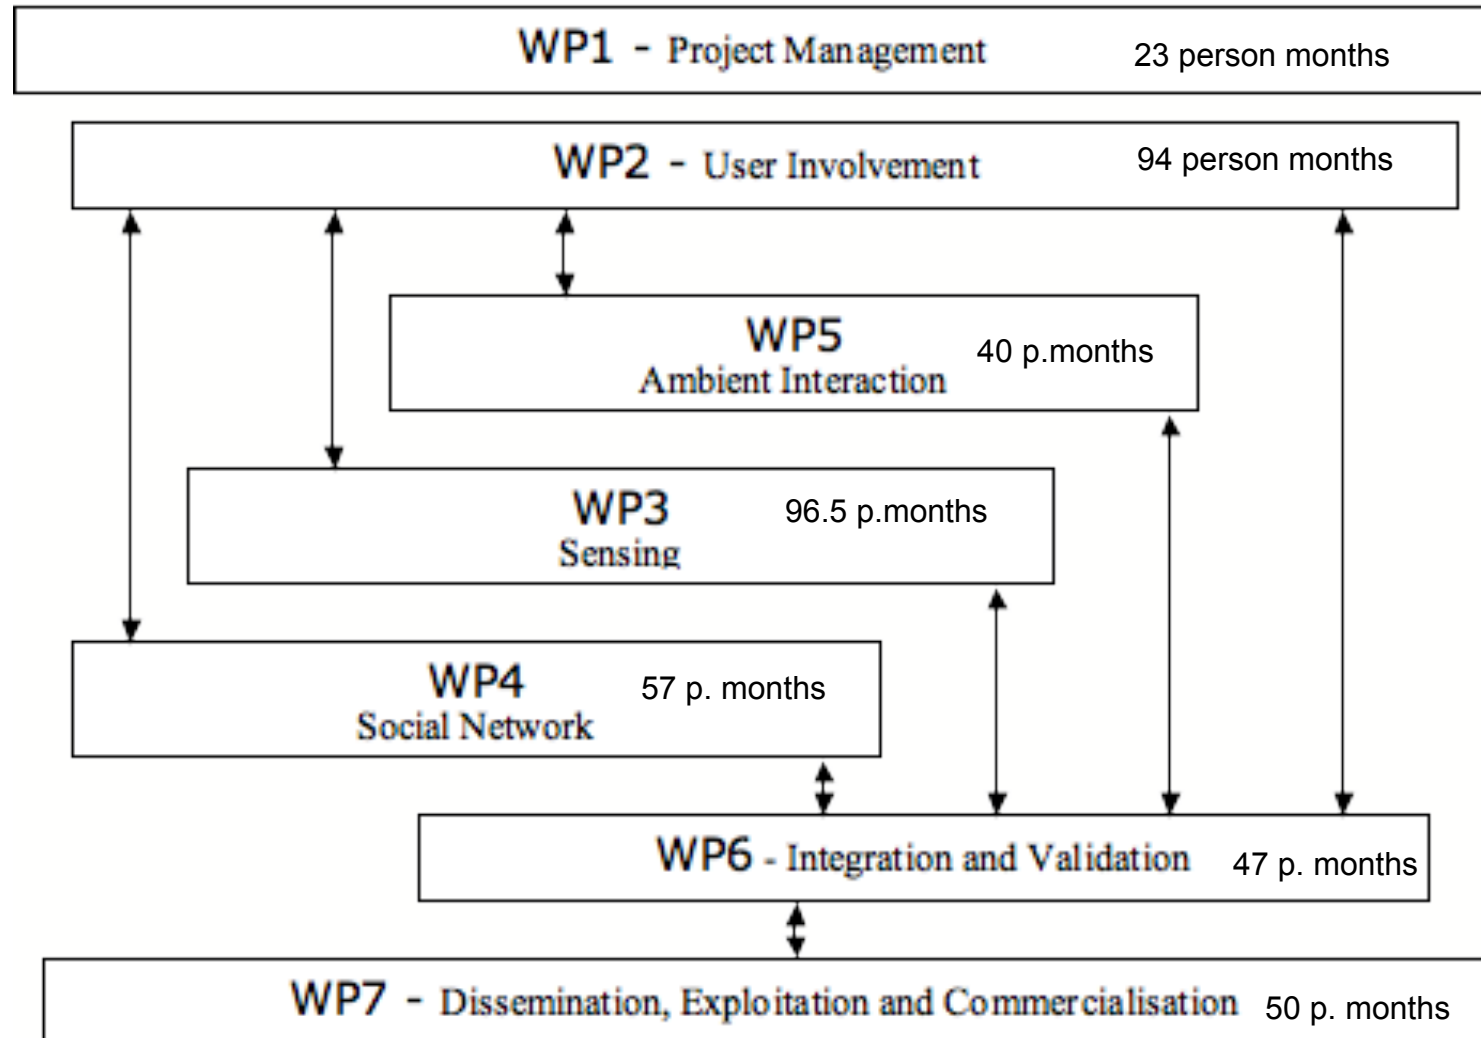 WP1 - Project Management 23 person months
WP2 - User Involvement 94 person months
WP5 40 p.months
Ambient Interaction
WP3 96.5 p.months
Sensing
WP4 57 p. months
Social Network
WP6 - Integration and Validation 47 p. months
WP7 - Dissemination, Exploitation and Commercialisation 50 p. months